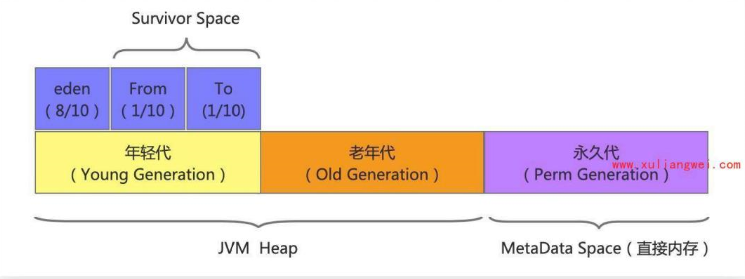 Survivor Space
eden
( 8/10 )
From
( 1/10 )
To
(1/10)
年轻代
( Young Generation )
老年代
( Old Generation )
永久代
( Perm Generation )
www.xuliangwei.com
JVM Heap
MetaData Space ( 直接内存 )